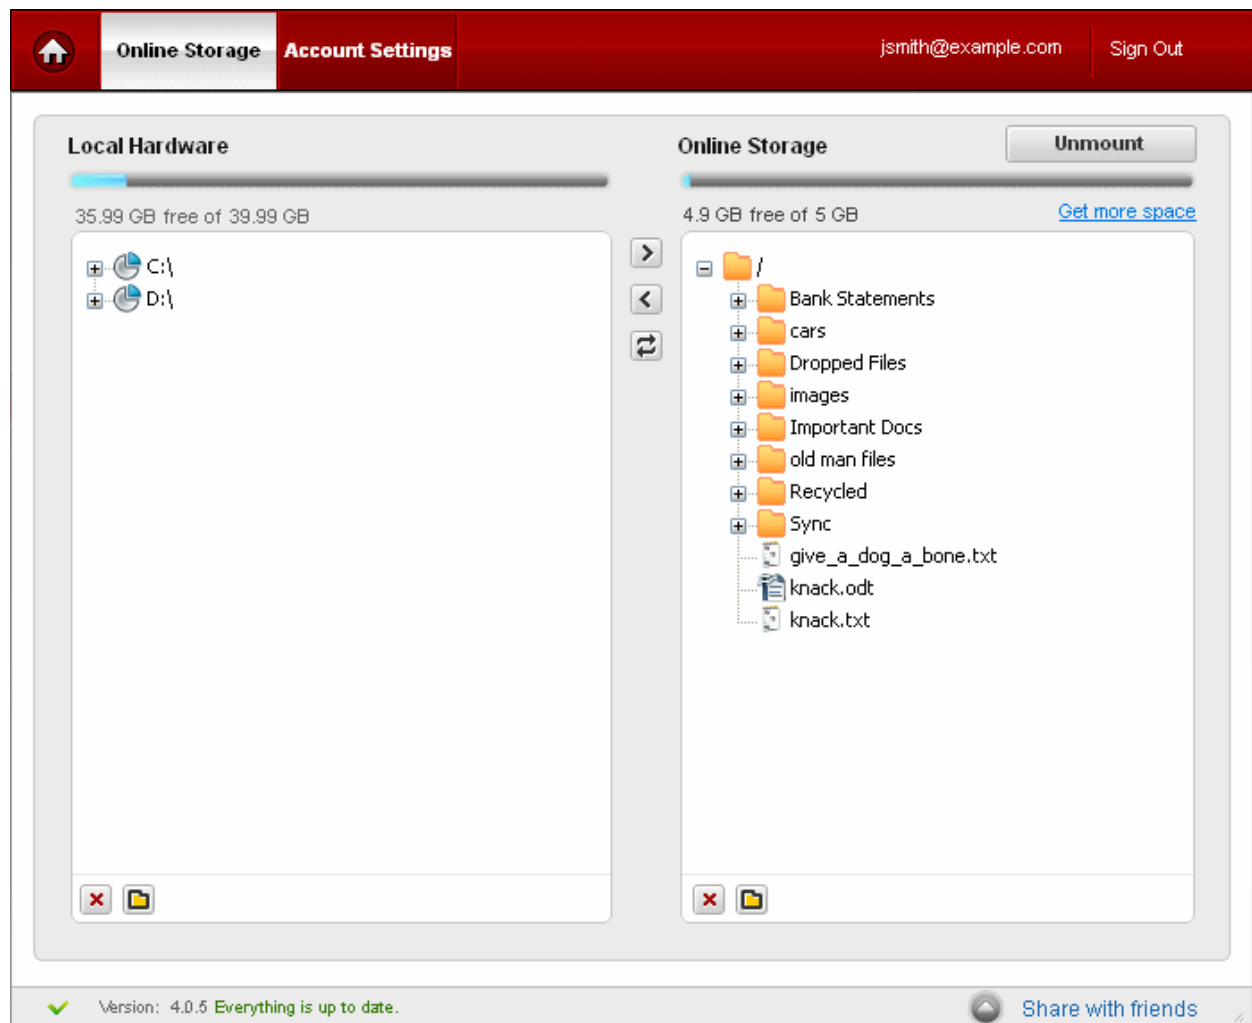 Online Storage Account Settings jsmith@example.com Sign Out
Local Hardware
35.99 GB free of 39.99 GB
C:\
D:\
Online Storage Unmount
4.9 GB free of 5 GB Get more space
/
Bank Statements
cars
Dropped Files
images
Important Docs
old man files
Recycled
Sync
give_a_dog_a_bone.txt
knack.odt
knack.txt
Version: 4.0.5 Everything is up to date. Share with friends